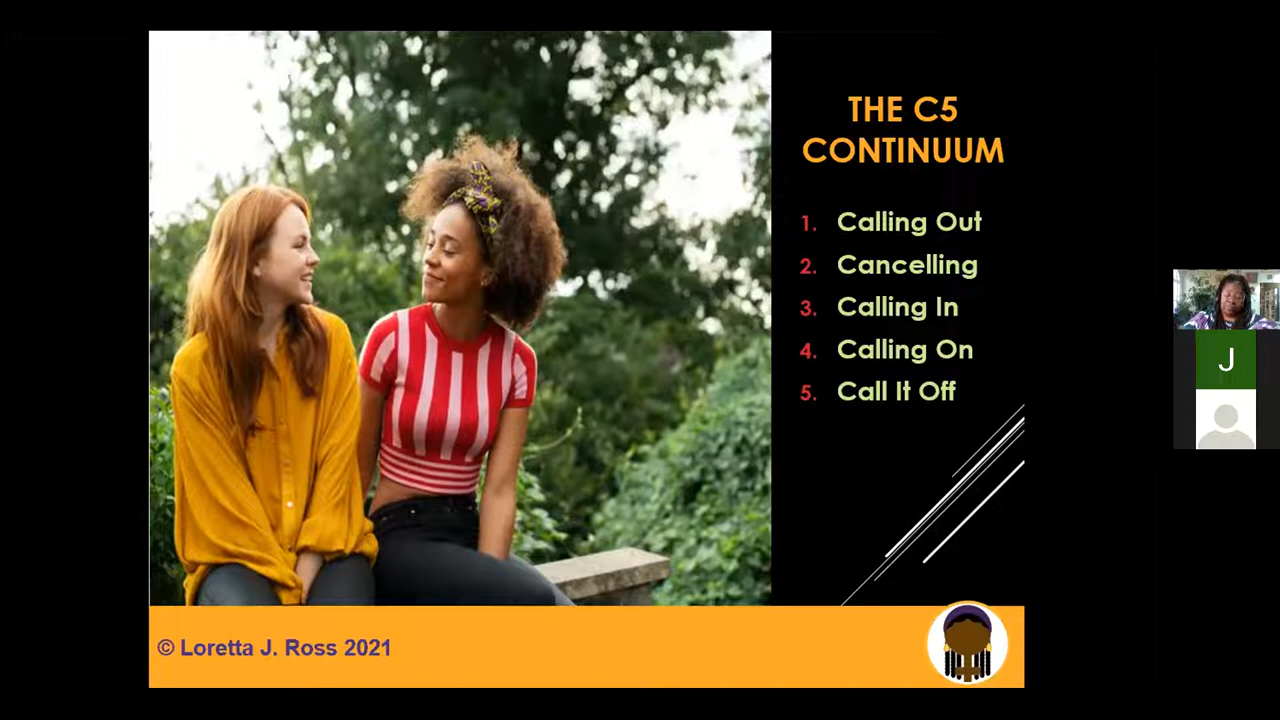 THE C5
CONTINUUM
1. Calling Out
2. Cancelling
3. Calling In
4. Calling On
5. Call It Off
J
© Loretta J. Ross 2021